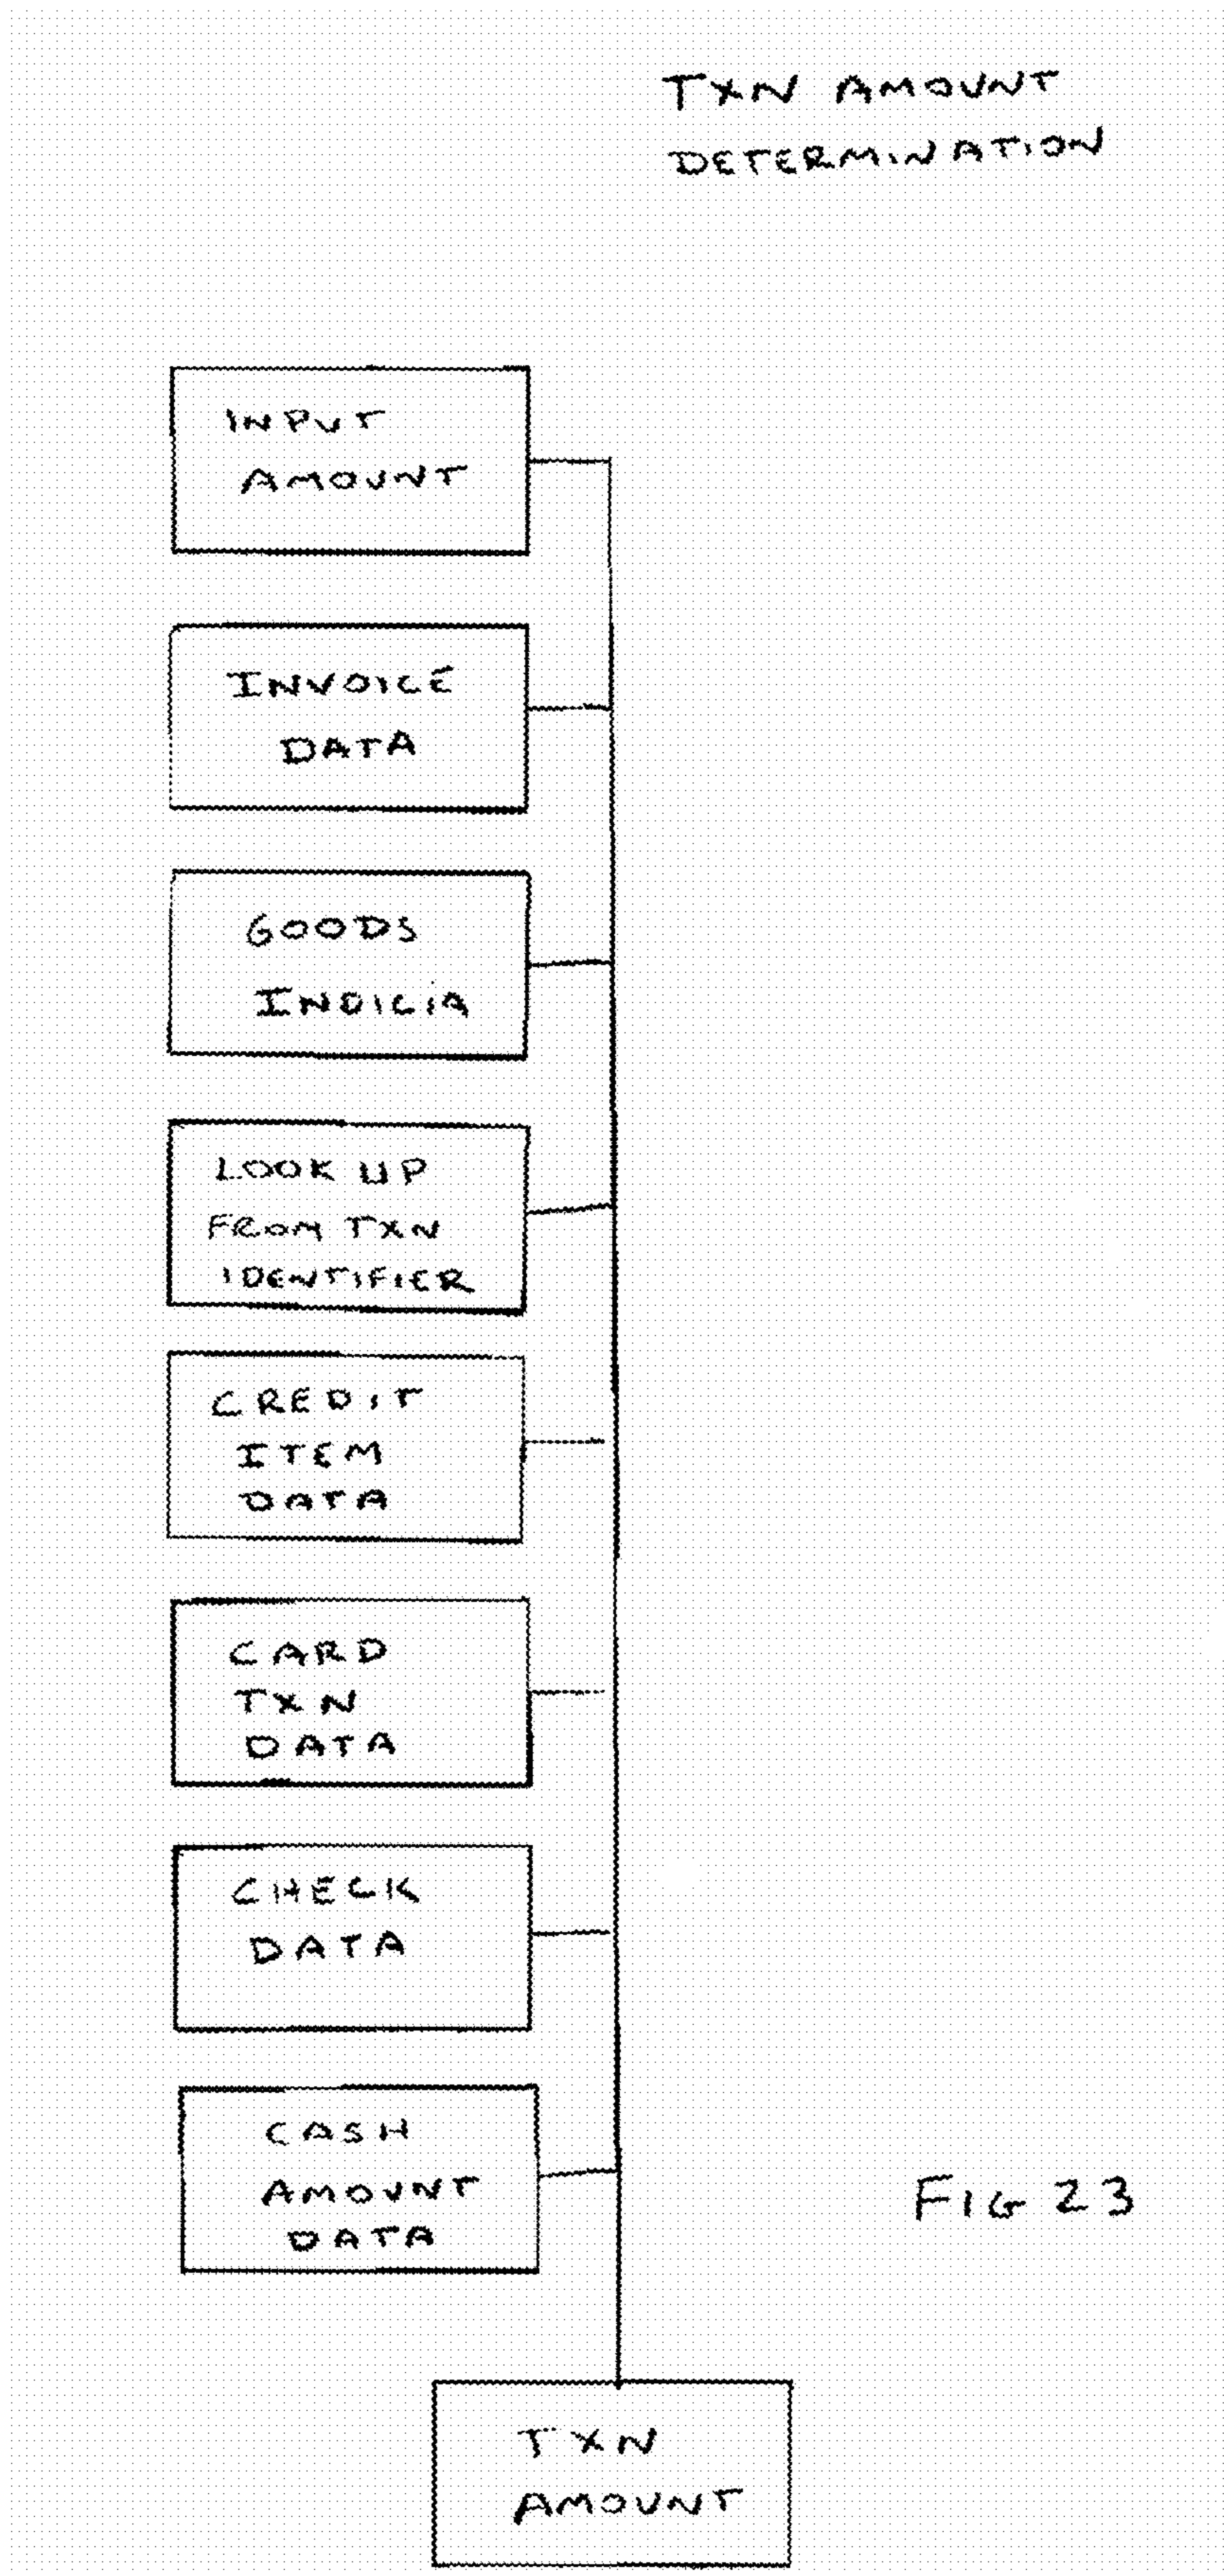 TXN AMOUNT
DETERMINATION
INPUT
AMOUNT
INVOICE
DATA
GOODS
INDICIA
LOOK UP
FROM TXN
IDENTIFIER
CREDIT
ITEM
DATA
CARD
TXN
DATA
CHECK
DATA
CASH
AMOUNT
DATA
FIG 23
TXN
AMOUNT